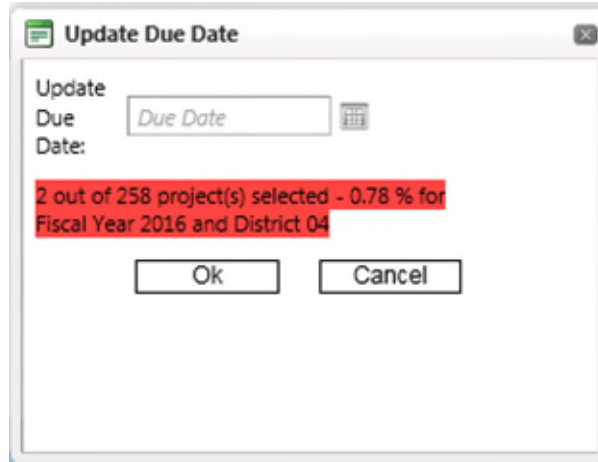 Update Due Date
Update
Due
Date:
Due Date
2 out of 258 project(s) selected - 0.78 % for
Fiscal Year 2016 and District 04
Ok
Cancel